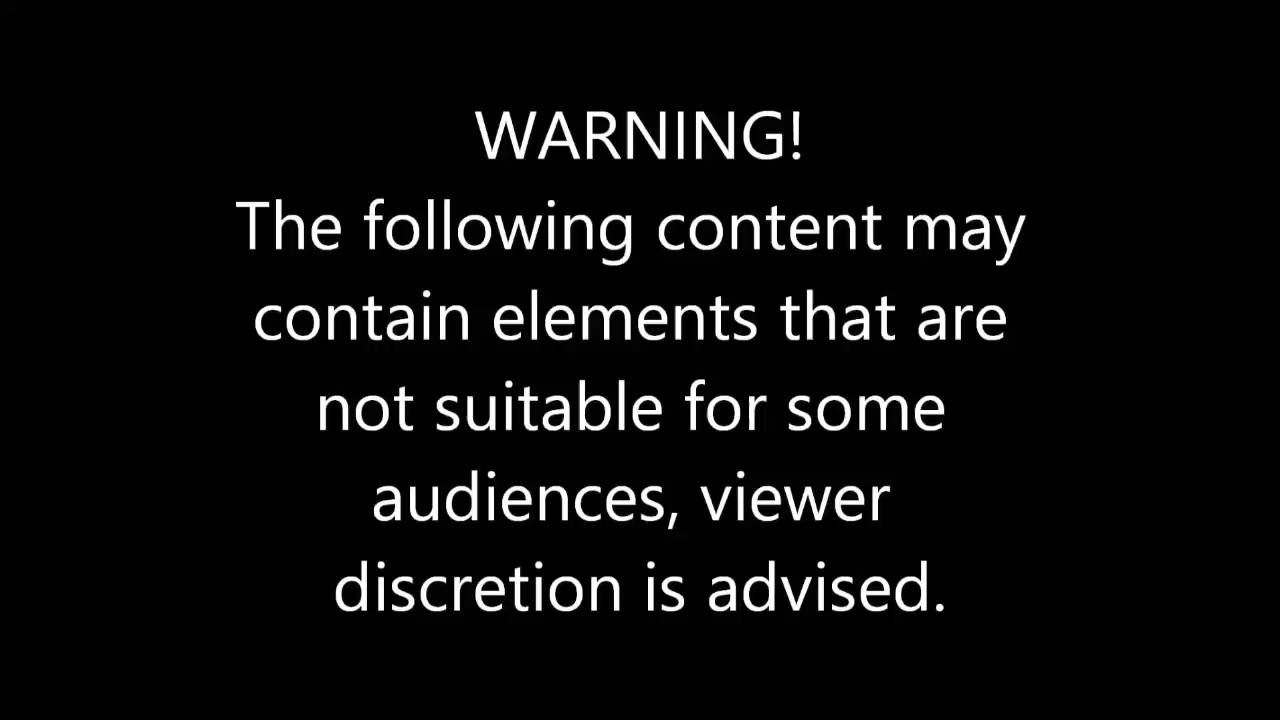 WARNING!
The following content may
contain elements that are
not suitable for some
audiences, viewer
discretion is advised.